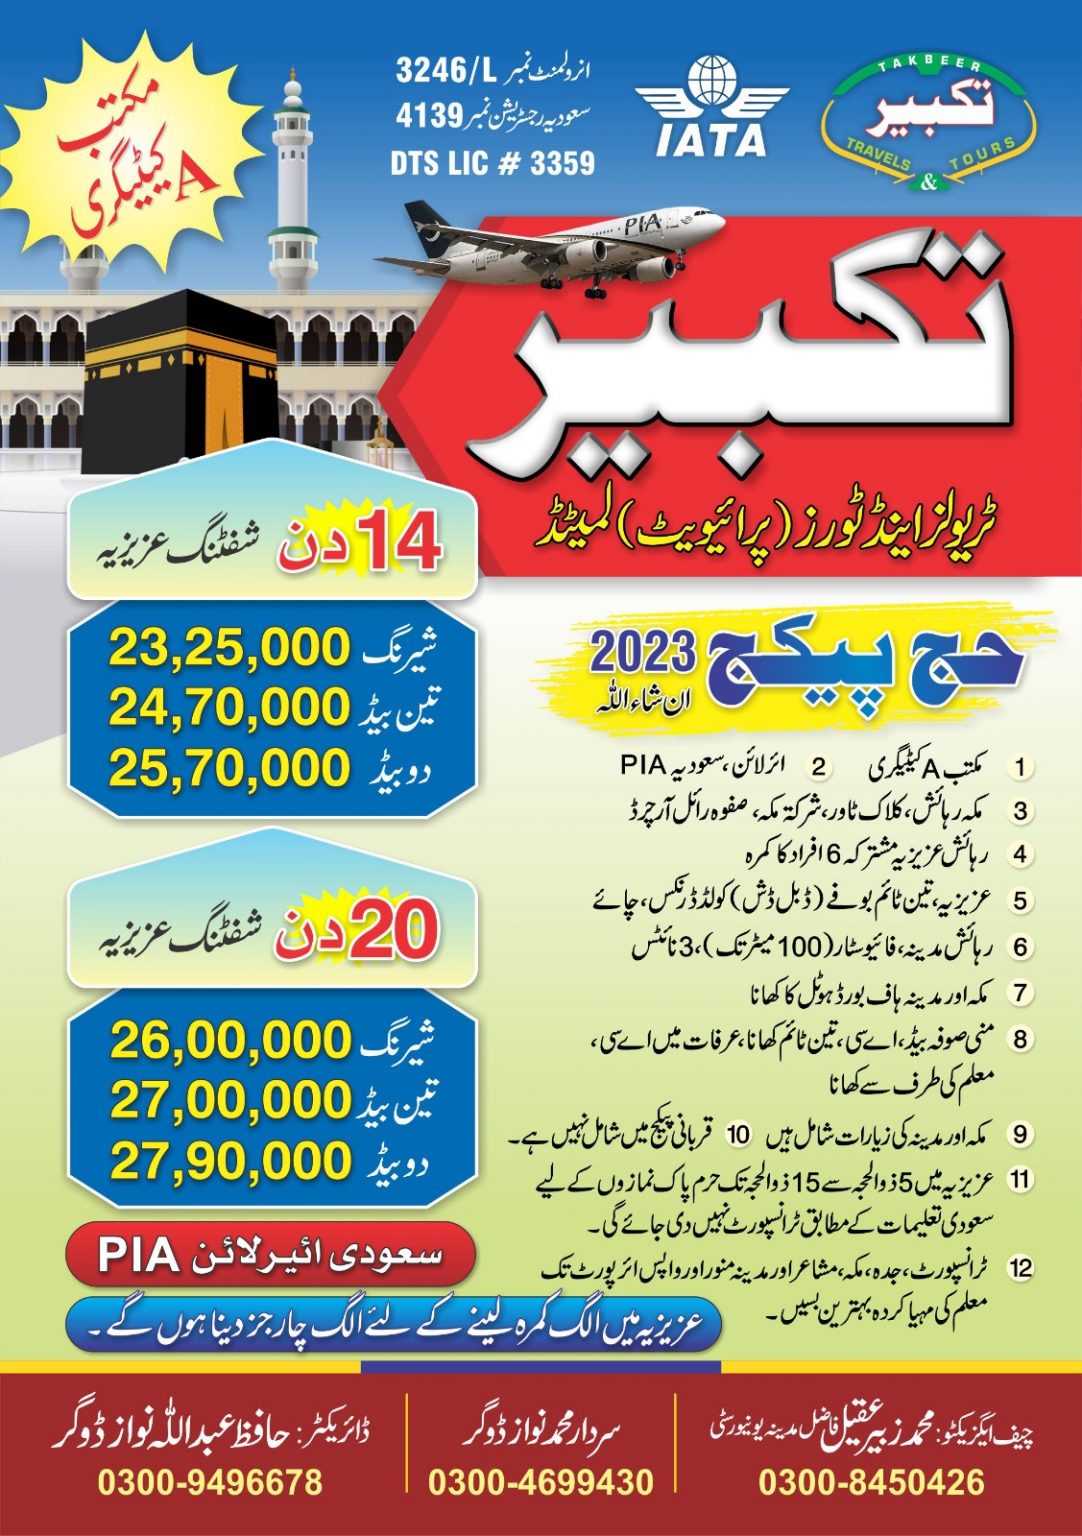 مکتب
A کیٹیگری
انرولمنٹ نمبر 3246/L
سعودیہ رجسٹریشن نمبر 4139
DTS LIC # 3359
IATA
TAKBEER
تکبیر
TRAVELS & TOURS
PIA
تکبیر
ٹریولز اینڈ ٹورز (پرائیویٹ) لمیٹڈ
14 دن شفٹنگ عزیزیہ
شیرنگ 23,25,000
تین بیڈ 24,70,000
دو بیڈ 25,70,000
20 دن شفٹنگ عزیزیہ
شیرنگ 26,00,000
تین بیڈ 27,00,000
دو بیڈ 27,90,000
سعودی ائیرلائن PIA
عزیزیہ میں الگ کمرہ لینے کے لئے الگ چارجز دینا ہوں گے۔
حج پیکج 2023
ان شاء اللہ
1 مکتب A کیٹیگری 2 ائرلائن، سعودیہ PIA
3 مکہ رہائش، کلاک ٹاور، شرکۃ مکہ، صفوہ رائل آرچرڈ
4 رہائش عزیزیہ مشترکہ 6 افراد کا کمرہ
5 عزیزیہ، تین ٹائم بوفے (ڈبل ڈش) کولڈ ڈرنکس، چائے
6 رہائش مدینہ، فائیو سٹار (100 میٹر تک)، 3 نائٹس
7 مکہ اور مدینہ ہاف بورڈ ہوٹل کا کھانا
8 منی صوفہ بیڈ، اے سی، تین ٹائم کھانا، عرفات میں اے سی،
معلم کی طرف سے کھانا
9 مکہ اور مدینہ کی زیارات شامل ہیں 10 قربانی پیکج میں شامل نہیں ہے۔
11 عزیزیہ میں 5 ذوالحجہ سے 15 ذوالحجہ تک حرم پاک نمازوں کے لیے
سعودی تعلیمات کے مطابق ٹرانسپورٹ نہیں دی جائے گی۔
12 ٹرانسپورٹ، جدہ، مکہ، مشاعر اور مدینہ منور اور واپس ائرپورٹ تک
معلم کی مہیا کردہ بہترین بسیں۔
چیف ایگزیکٹو: محمد زبیر عقیل فاضل مدینہ یونیورسٹی
0300-8450426
سردار محمد نواز ڈوگر
0300-4699430
ڈائریکٹر: حافظ عبداللہ نواز ڈوگر
0300-9496678